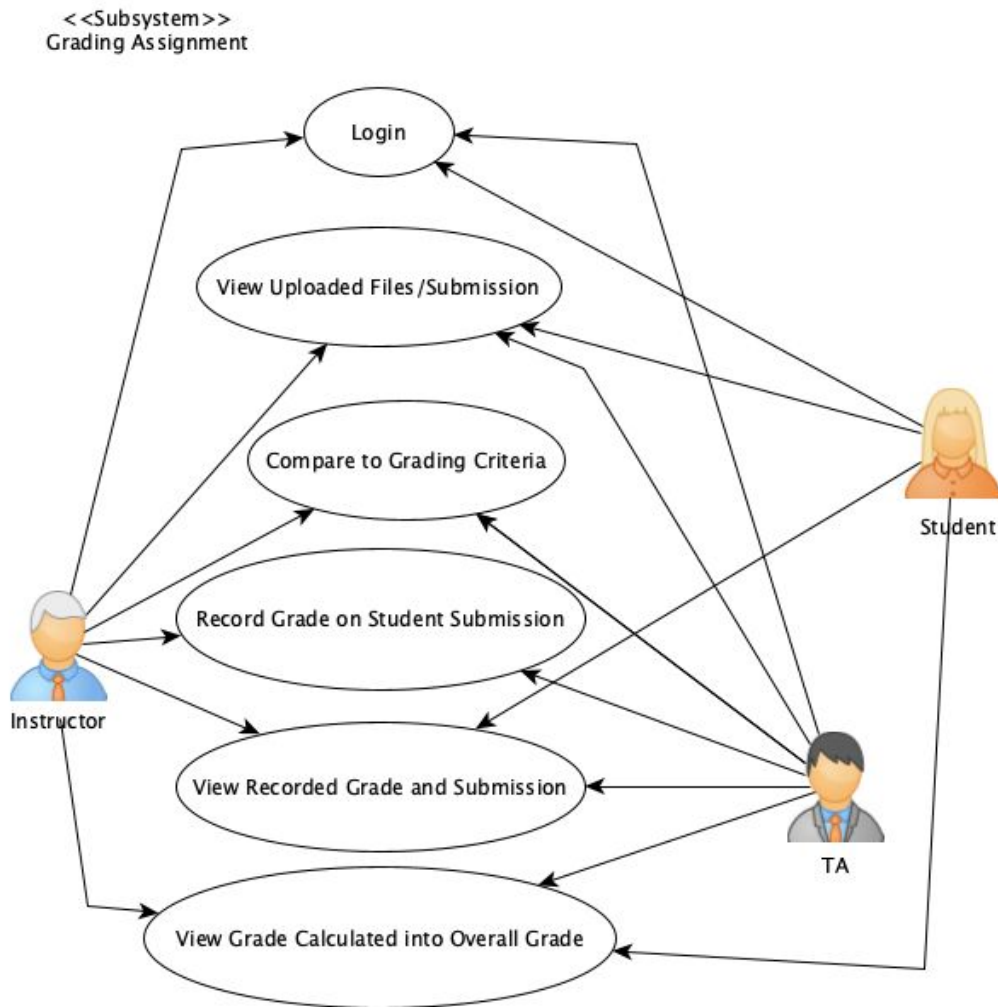 <<Subsystem>>
Grading Assignment
Login
View Uploaded Files/Submission
Compare to Grading Criteria
Student
Record Grade on Student Submission
Instructor
View Recorded Grade and Submission
TA
View Grade Calculated into Overall Grade